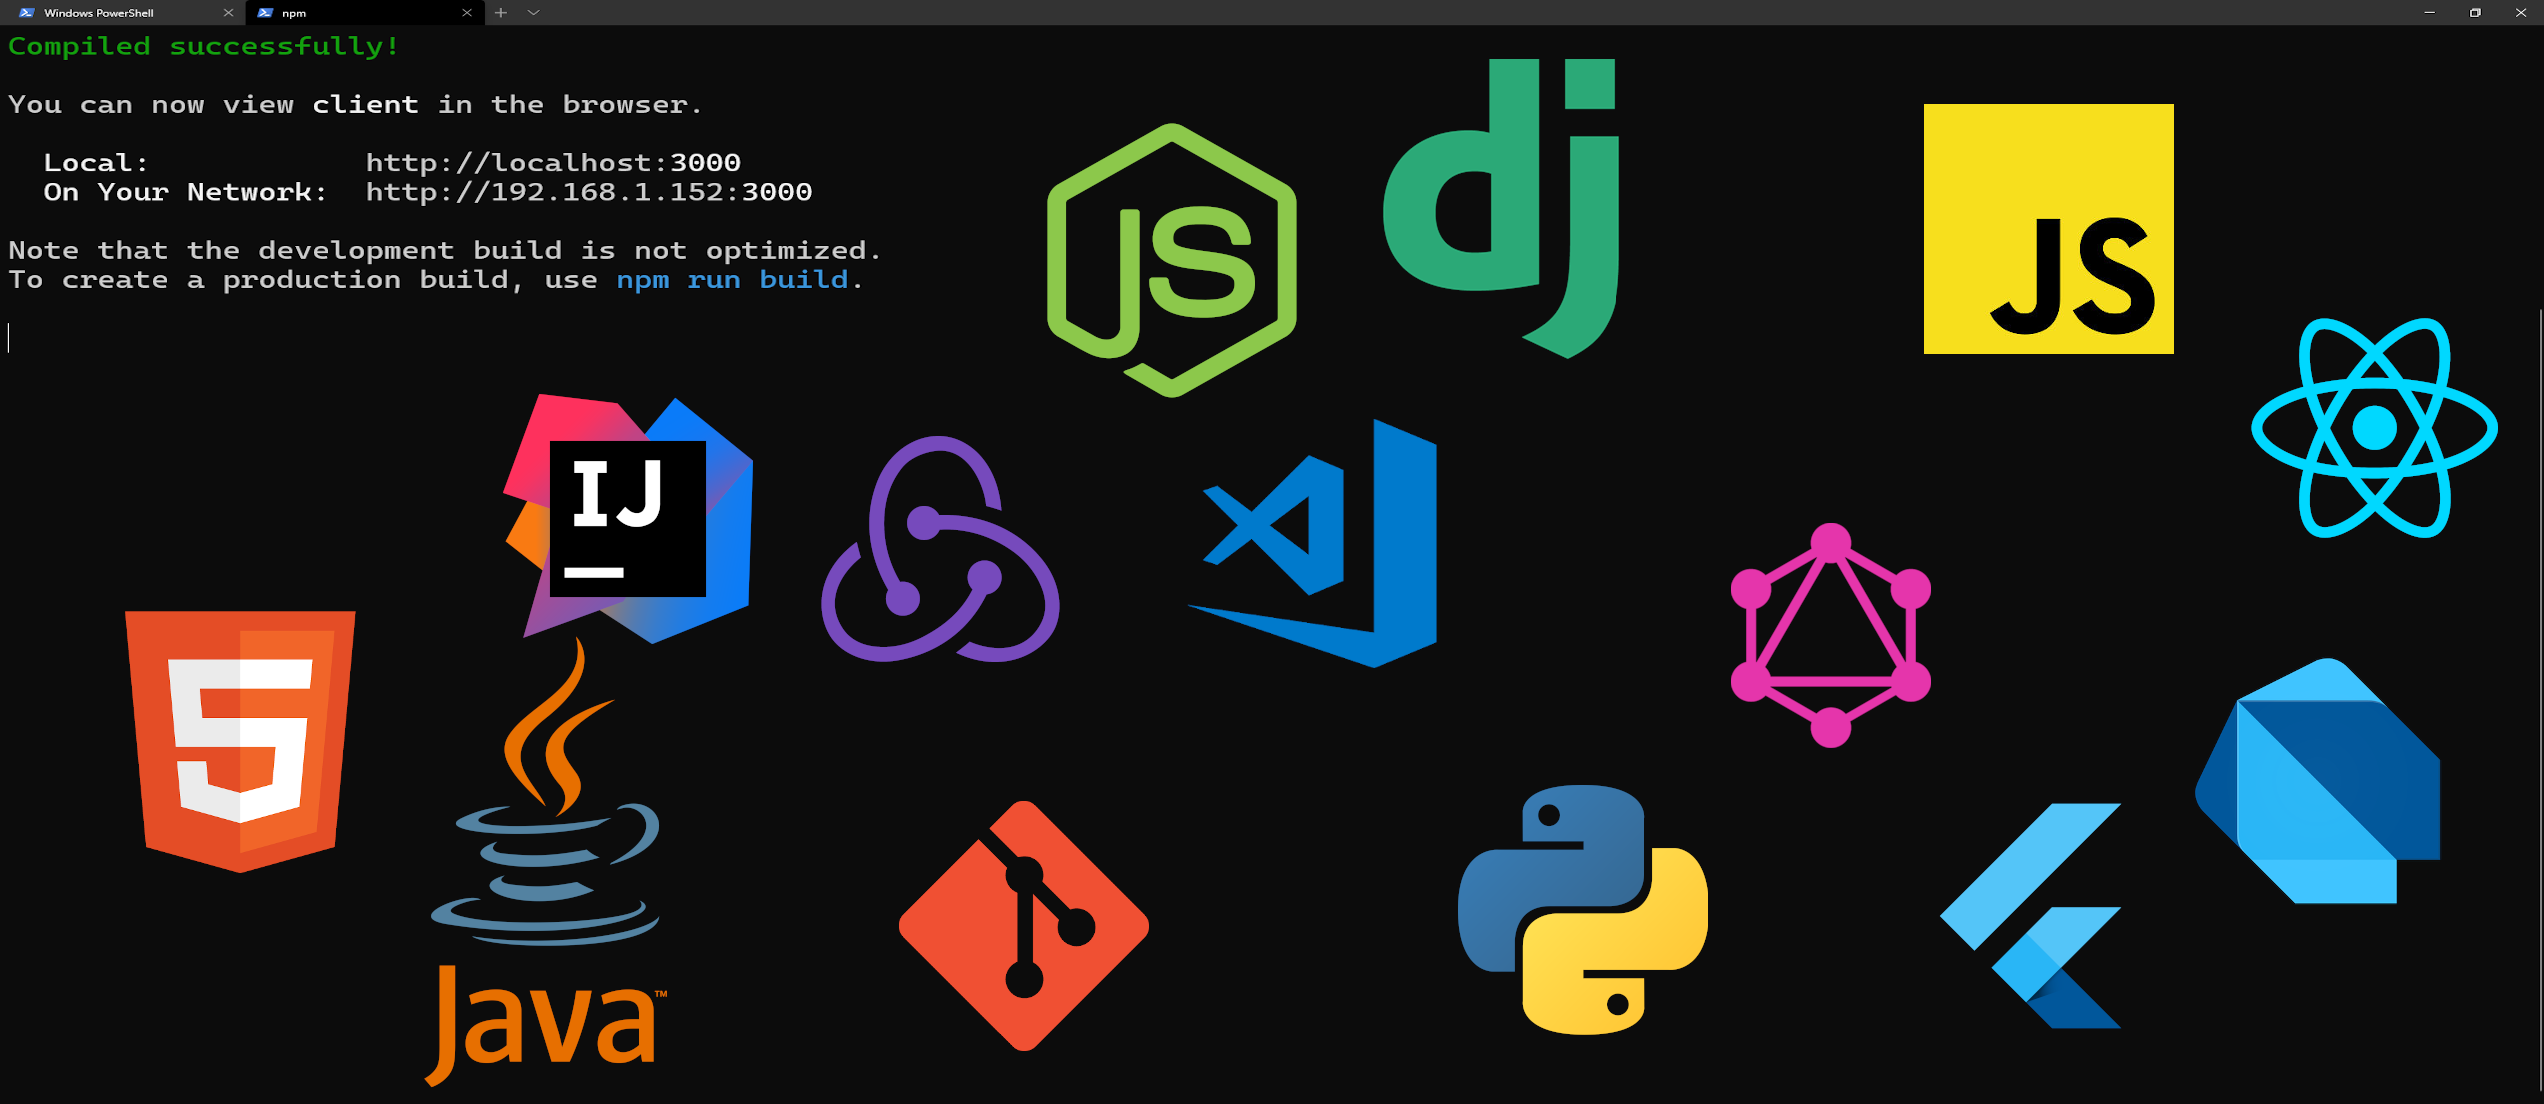 Windows PowerShell
npm
Compiled successfully!
You can now view client in the browser.
Local: http://localhost:3000
On Your Network: http://192.168.1.152:3000
Note that the development build is not optimized.
To create a production build, use npm run build.
JS
dj
JS
IJ
5
Java™